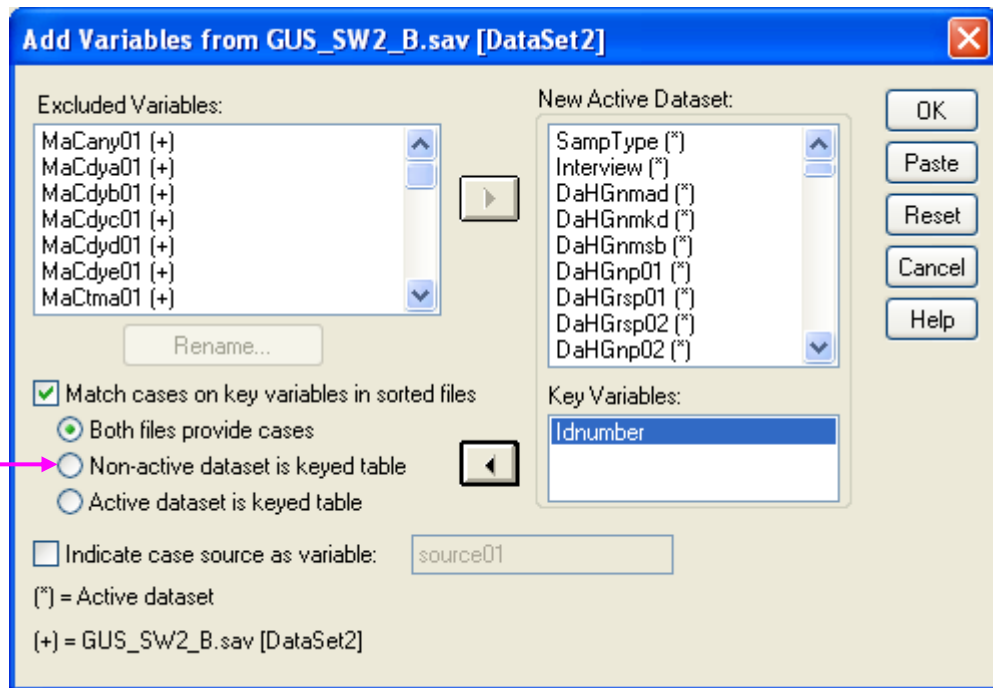 Add Variables from GUS_SW2_B.sav [DataSet2]
Excluded Variables:
MaCany01 (+)
MaCdya01 (+)
MaCdyb01 (+)
MaCdyc01 (+)
MaCdyd01 (+)
MaCdye01 (+)
MaCtma01 (+)
Rename...
Match cases on key variables in sorted files
Both files provide cases
Non-active dataset is keyed table
Active dataset is keyed table
Indicate case source as variable:
source01
(*) = Active dataset
(+) = GUS_SW2_B.sav [DataSet2]
New Active Dataset:
SampType (*)
Interview (*)
DaHGnmad (*)
DaHGnmkd (*)
DaHGnmsb (*)
DaHGnp01 (*)
DaHGrsp01 (*)
DaHGrsp02 (*)
DaHGnp02 (*)
Key Variables:
Idnumber
OK
Paste
Reset
Cancel
Help